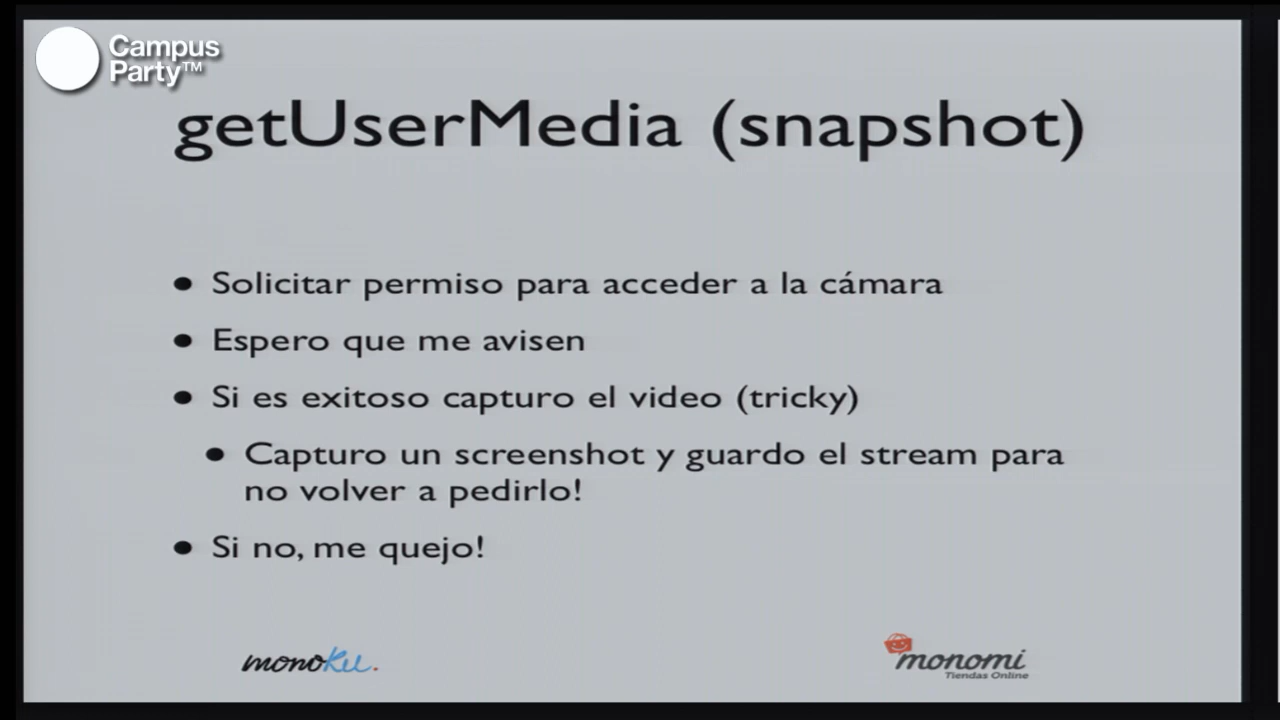 Campus
Party™
getUserMedia (snapshot)
• Solicitar permiso para acceder a la cámara
• Espero que me avisen
• Si es exitoso capturo el video (tricky)
• Capturo un screenshot y guardo el stream para
no volver a pedirlo!
• Si no, me quejo!
monoku.
monomi
Tiendas Online